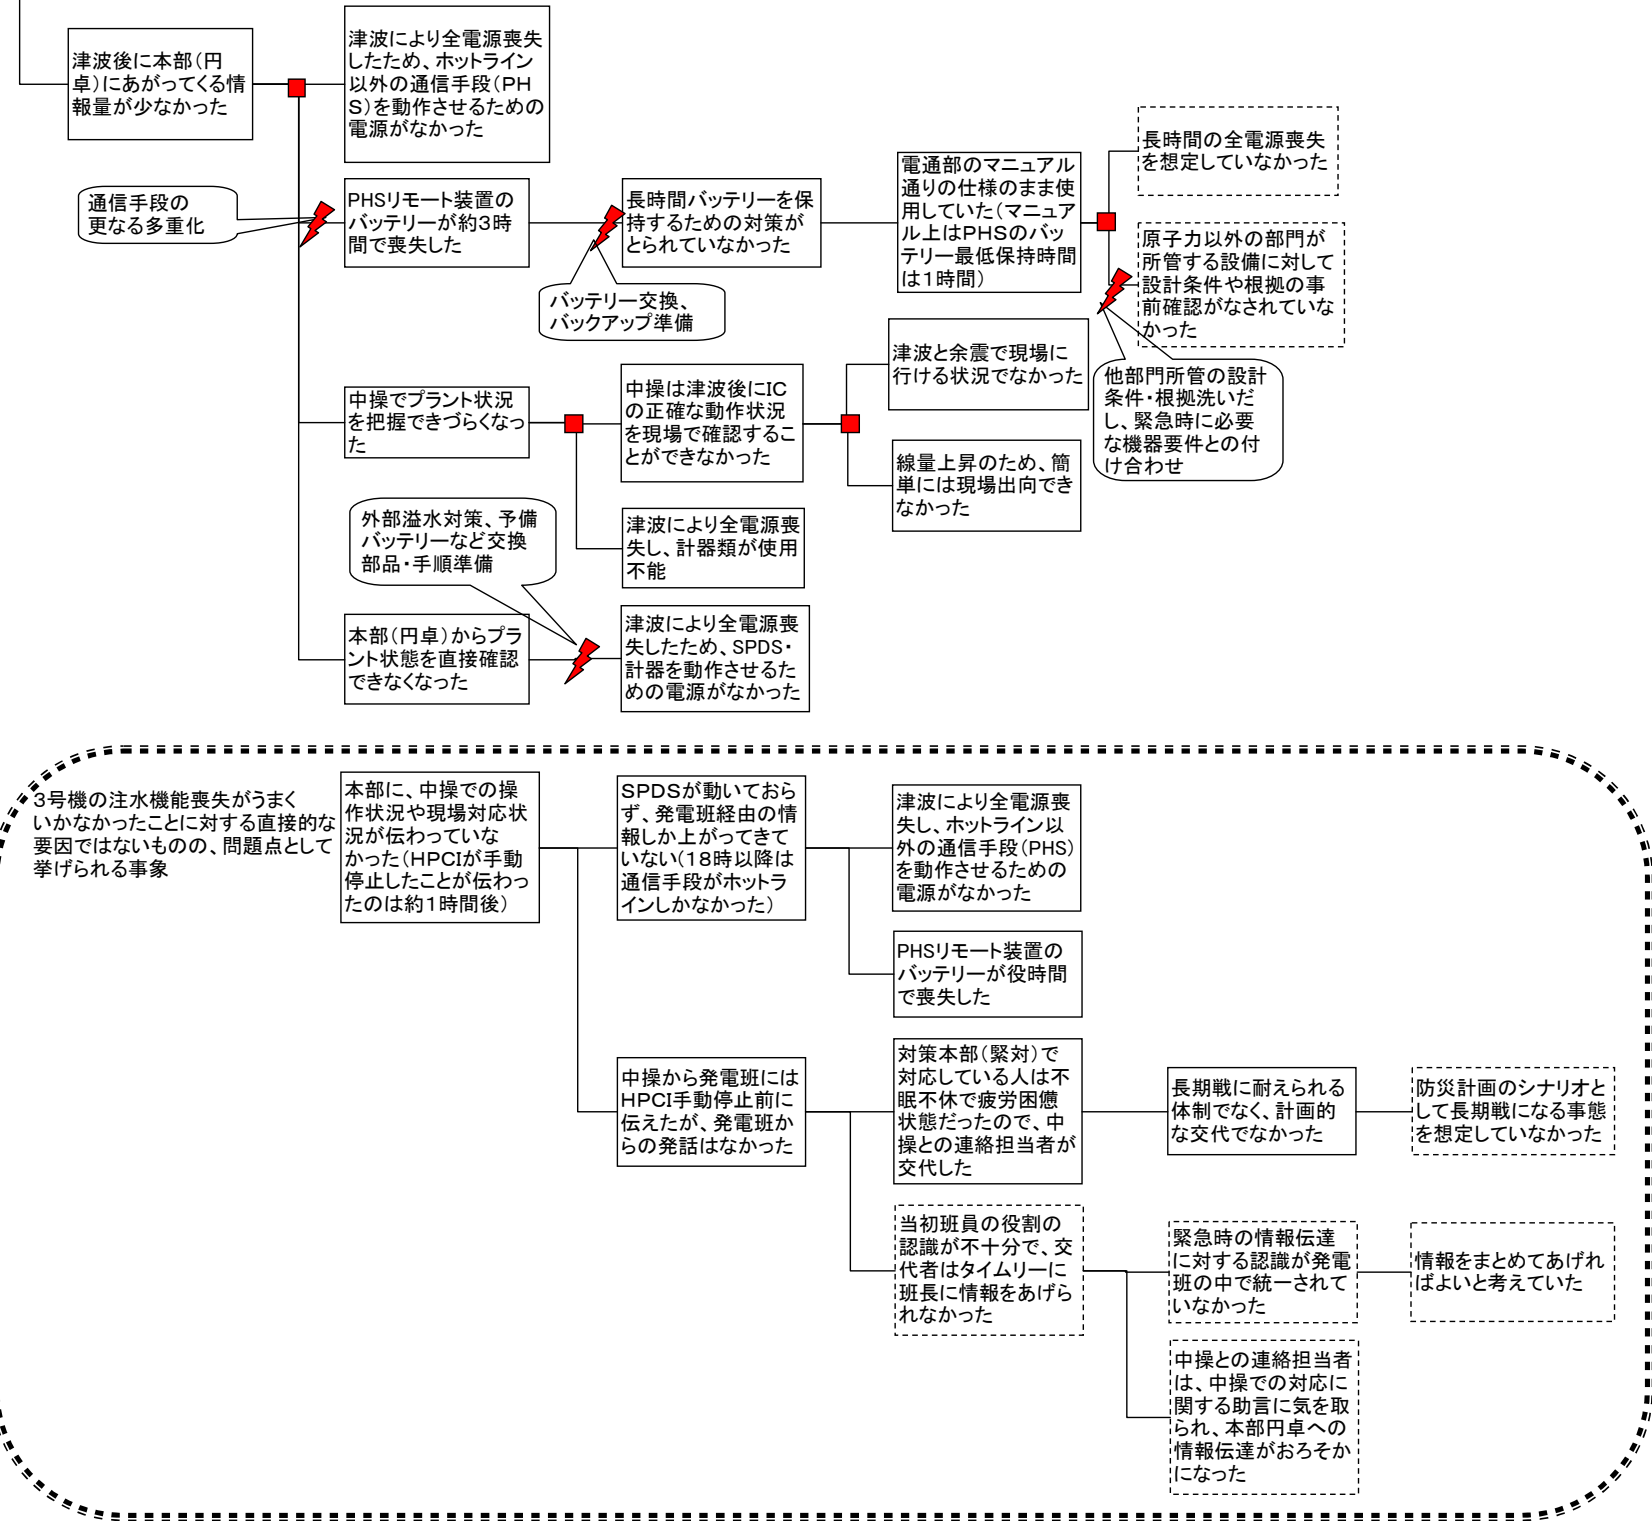 津波後に本部（円
卓）にあがってくる情
報量が少なかった
津波により全電源喪失
したため、ホットライン
以外の通信手段（PH
S）を動作させるための
電源がなかった
通信手段の
更なる多重化
PHSリモート装置の
バッテリーが約３時
間で喪失した
長時間バッテリーを保
持するための対策が
とられていなかった
バッテリー交換、
バックアップ準備
電通部のマニュアル
通りの仕様のまま使
用していた（マニュア
ル上はPHSのバッ
テリー最低保持時間
は１時間）
長時間の全電源喪失
を想定していなかった
原子力以外の部門が
所管する設備に対して
設計条件や根拠の事
前確認がなされていな
かった
他部門所管の設計
条件・根拠洗いだ
し、緊急時に必要
な機器要件との付
け合わせ
中操でプラント状況
を把握できづらくなっ
た
中操は津波後にIC
の正確な動作状況
を現場で確認するこ
とができなかった
津波と余震で現場に
行ける状況でなかった
線量上昇のため、簡
単には現場出向でき
なかった
津波により全電源喪
失し、計器類が使用
不能
外部溢水対策、予備
バッテリーなど交換
部品・手順準備
本部（円卓）からプラ
ント状態を直接確認
できなくなった
津波により全電源喪
失したため、SPDS・
計器を動作させるた
めの電源がなかった
３号機の注水機能喪失がうまく
いかなかったことに対する直接的な
要因ではないものの、問題点として
挙げられる事象
本部に、中操での操
作状況や現場対応状
況が伝わっていな
かった（HPCIが手動
停止したことが伝わっ
たのは約１時間後）
SPDSが動いておら
ず、発電班経由の情
報しか上がってきて
いない（１８時以降は
通信手段がホットラ
インしかなかった）
津波により全電源喪
失し、ホットライン以
外の通信手段（PHS)
を動作させるための
電源がなかった
PHSリモート装置の
バッテリーが役時間
で喪失した
中操から発電班には
HPCI手動停止前に
伝えたが、発電班か
らの発話はなかった
対策本部（緊対）で
対応している人は不
眠不休で疲労困憊
状態だったので、中
操との連絡担当者が
交代した
長期戦に耐えられる
体制でなく、計画的
な交代でなかった
防災計画のシナリオと
して長期戦になる事態
を想定していなかった
当初班員の役割の
認識が不十分で、交
代者はタイムリーに
班長に情報をあげら
れなかった
緊急時の情報伝達
に対する認識が発電
班の中で統一されて
いなかった
情報をまとめてあげれ
ばよいと考えていた
中操との連絡担当者
は、中操での対応に
関する助言に気を取
られ、本部円卓への
情報伝達がおろそか
になった